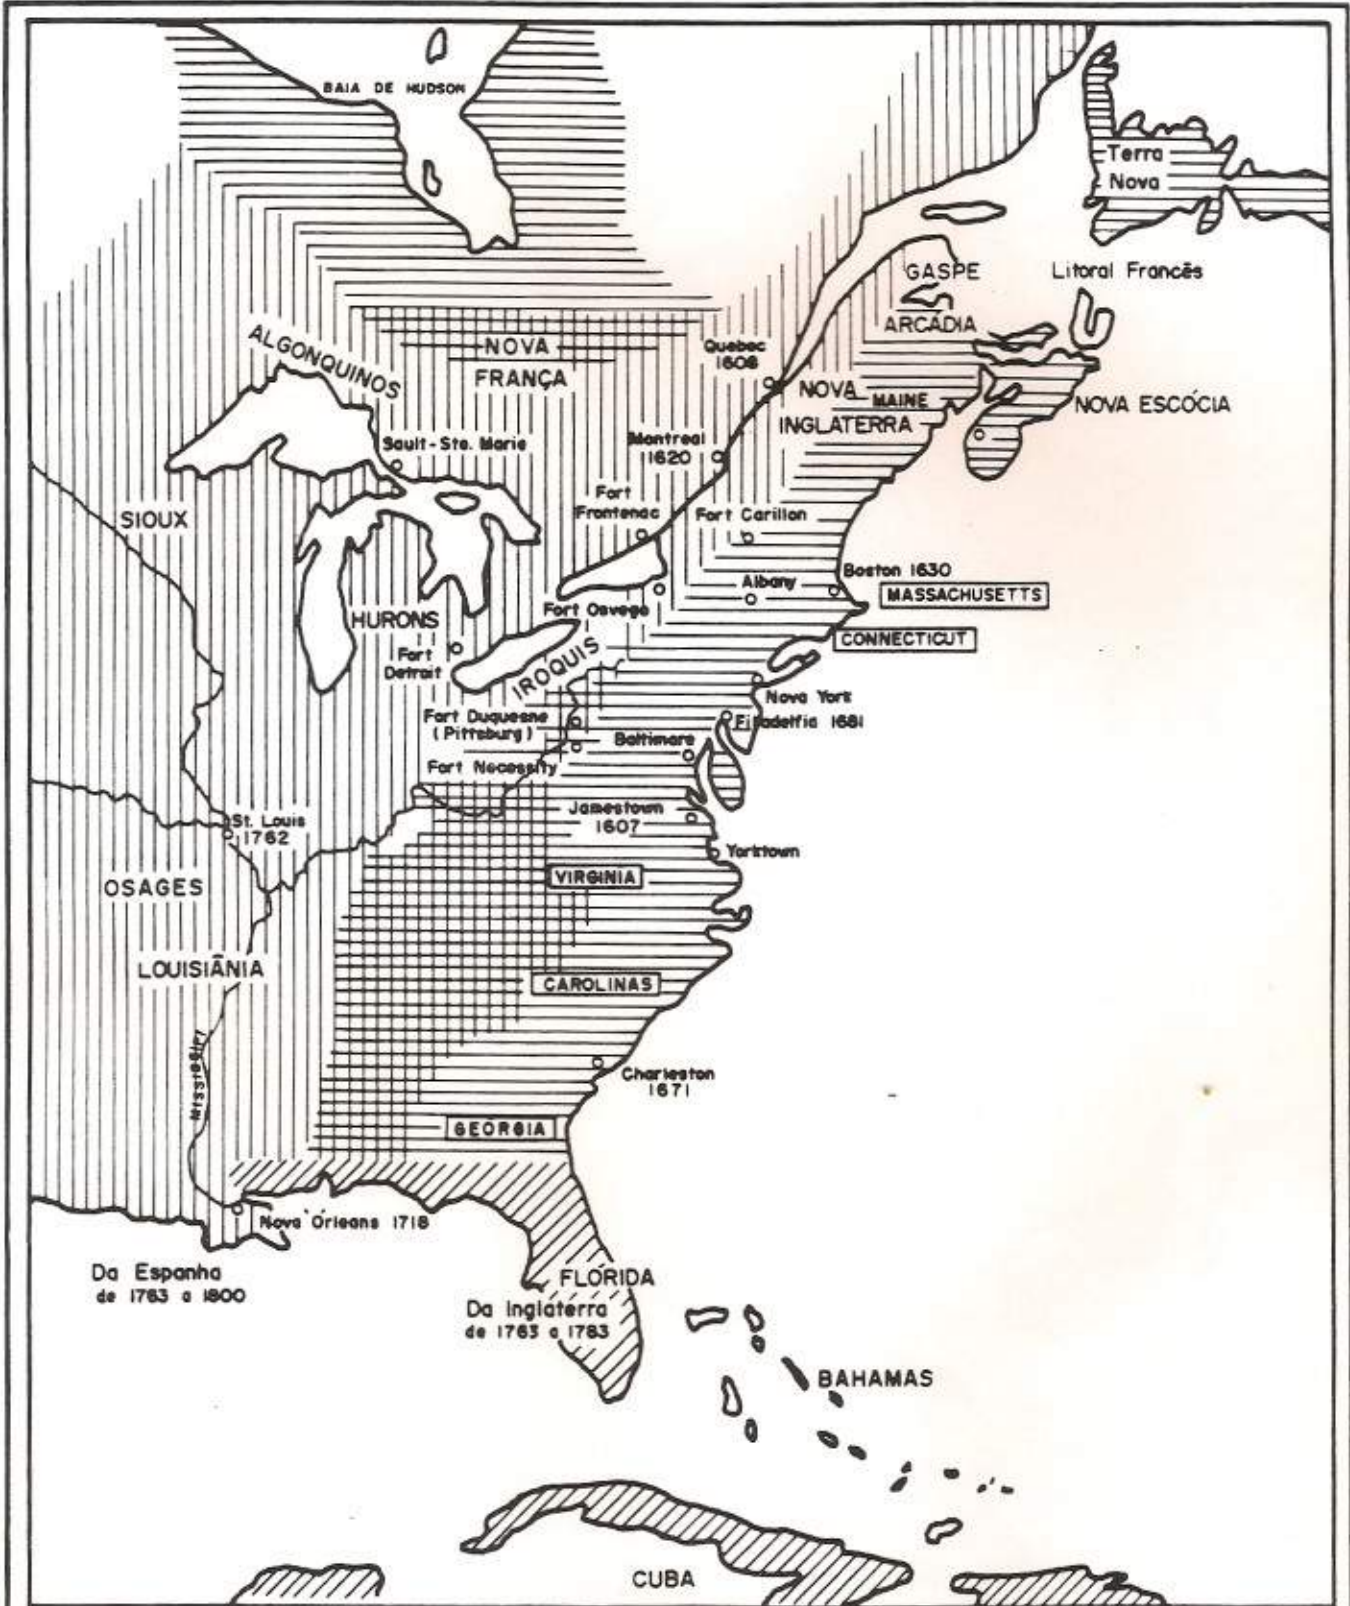 BAIA DE HUDSON
Terra
Nova
GASPE
Litoral Francês
ARCÁDIA
ALGONQUINOS
NOVA
FRANÇA
Quebec
1608
NOVA
INGLATERRA
MAINE
NOVA ESCÓCIA
Sault-Ste. Marie
Montreal
1620
SIOUX
Fort
Frontenac
Fort Carillon
Albany
Boston 1630
MASSACHUSETTS
HURONS
Fort Osvego
CONNECTICUT
Fort
Detroit
IROQUIS
Nova York
Fort Duquesne
(Pittsburg)
Filadelfia 1681
Baltimore
Fort Necessity
Jamestown
1607
St. Louis
1762
Yorktown
OSAGES
VIRGINIA
LOUISIÂNIA
CAROLINAS
MISSISSIPI
Charleston
1671
GEÓRGIA
Nova Orleans 1718
Da Espanha
de 1763 a 1800
FLÓRIDA
Da Inglaterra
de 1763 a 1783
BAHAMAS
CUBA